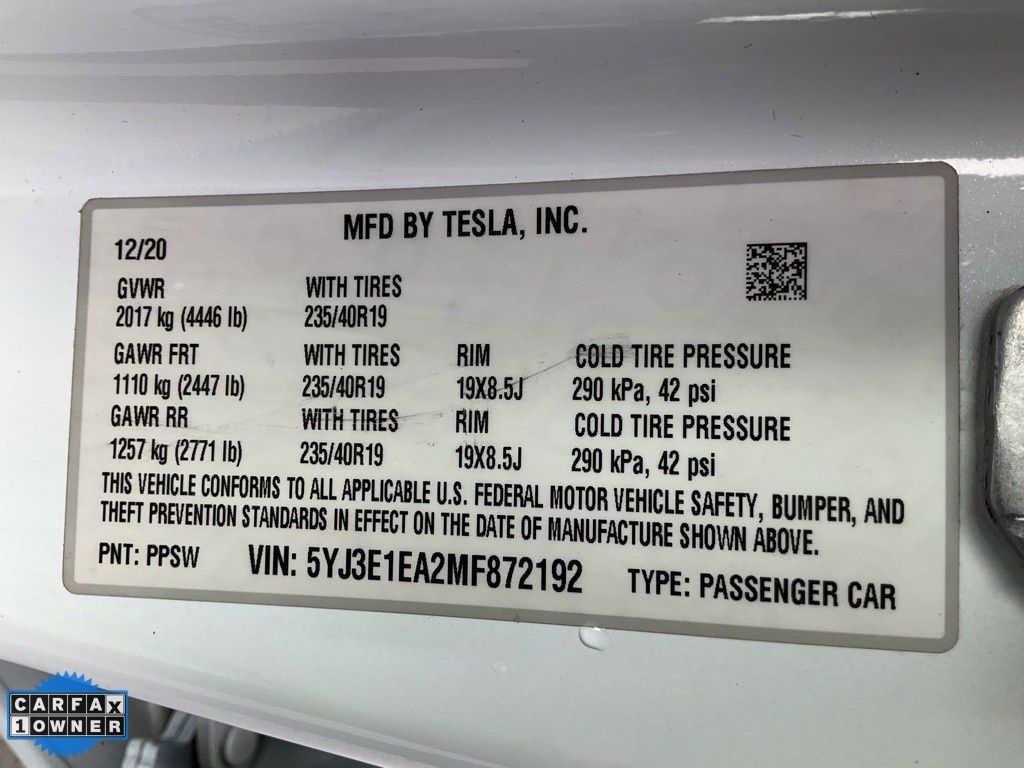 MFD BY TESLA, INC.
12/20
GVWR WITH TIRES
2017 kg (4446 lb) 235/40R19
GAWR FRT WITH TIRES RIM COLD TIRE PRESSURE
1110 kg (2447 lb) 235/40R19 19X8.5J 290 kPa, 42 psi
GAWR RR WITH TIRES RIM COLD TIRE PRESSURE
1257 kg (2771 lb) 235/40R19 19X8.5J 290 kPa, 42 psi
THIS VEHICLE CONFORMS TO ALL APPLICABLE U.S. FEDERAL MOTOR VEHICLE SAFETY, BUMPER, AND
THEFT PREVENTION STANDARDS IN EFFECT ON THE DATE OF MANUFACTURE SHOWN ABOVE.
PNT: PPSW VIN: 5YJ3E1EA2MF872192 TYPE: PASSENGER CAR
CARFAX
1 OWNER